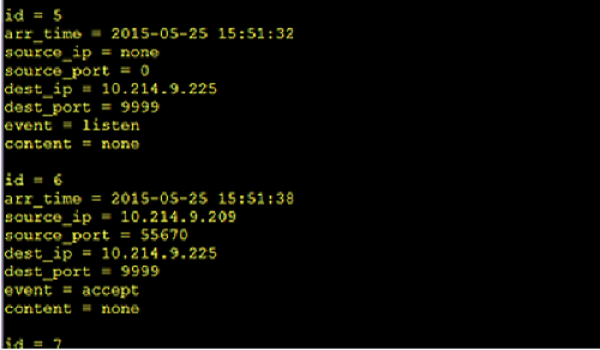 id = 5
arr_time = 2015-05-25 15:51:32
source_ip = none
source_port = 0
dest_ip = 10.214.9.225
dest_port = 9999
event = listen
content = none
id = 6
arr_time = 2015-05-25 15:51:38
source_ip = 10.214.9.209
source_port = 55670
dest_ip = 10.214.9.225
dest_port = 9999
event = accept
content = none
id = 7